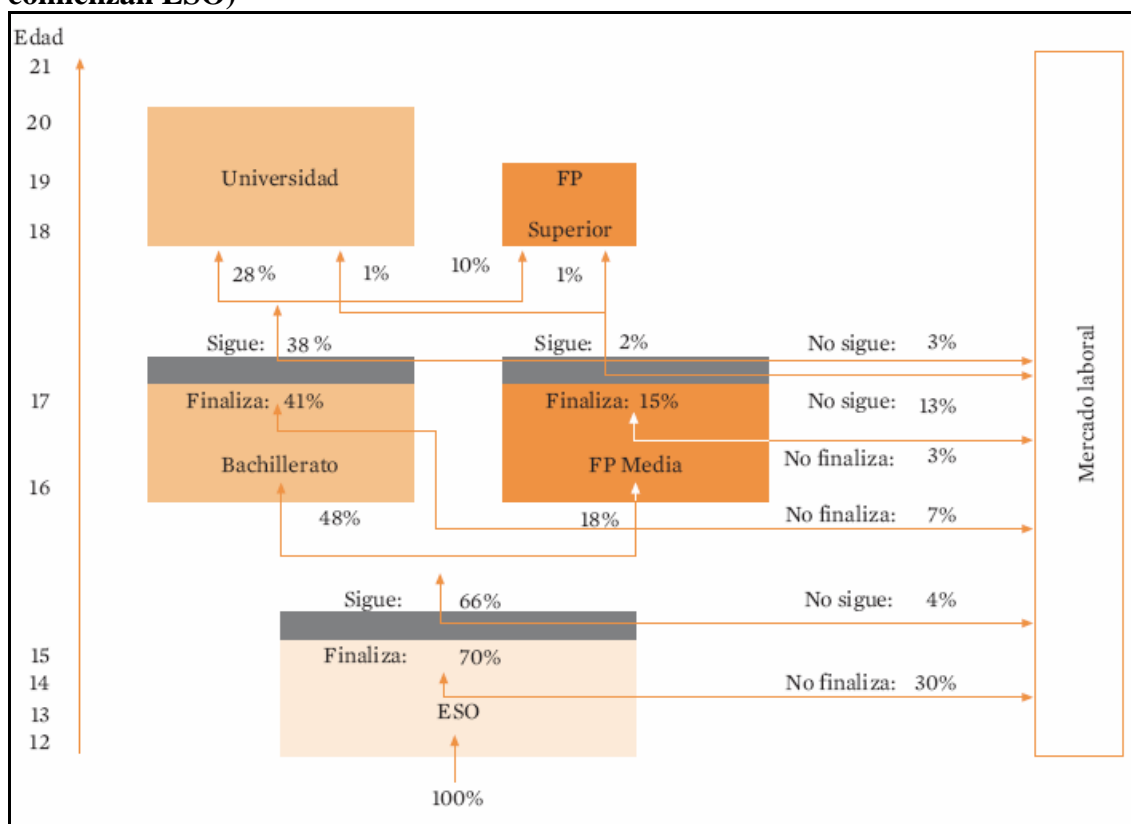 comienzan ESO)
Edad
21
20
19
18
Universidad
FP
Superior
28 %
1%
10%
1%
Sigue: 38 %
Sigue: 2%
No sigue: 3%
17
Finaliza: 41%
Finaliza: 15%
No sigue: 13%
Bachillerato
FP Media
No finaliza: 3%
16
48%
18%
No finaliza: 7%
Sigue: 66%
No sigue: 4%
15
Finaliza: 70%
14
No finaliza: 30%
13
ESO
12
100%
Mercado laboral